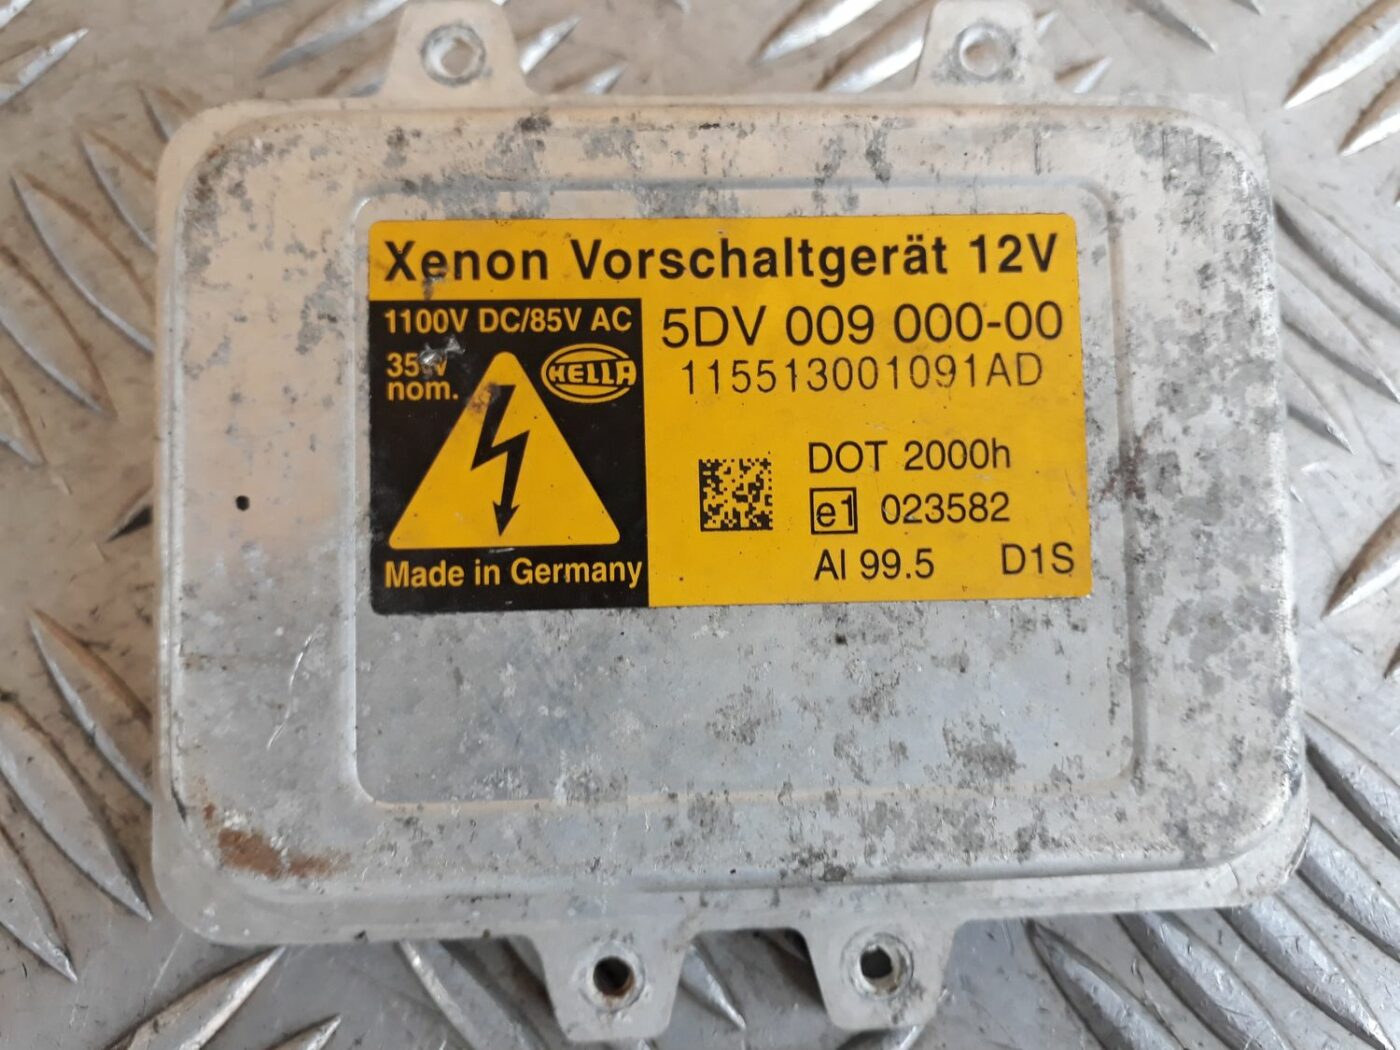 Xenon Vorschaltgerät 12V
1100V DC/85V AC
nom.
HELLA
Made in Germany
5DV 009 000-00
115513001091AD
DOT 2000h
e1 023582
Al 99.5 D1S